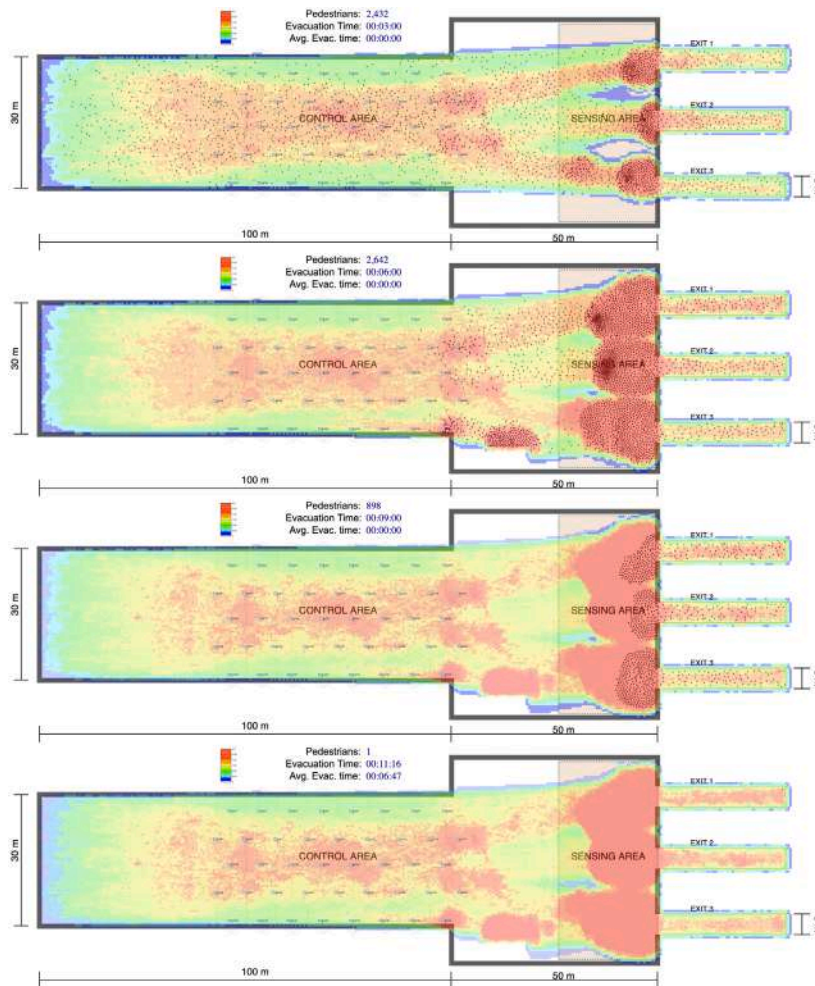 Pedestrians: 2,432
Evacuation Time: 00:03:00
Avg. Evac. time: 00:00:00
EXIT 1
30 m
CONTROL AREA
SENSING AREA
EXIT 2
EXIT 3
100 m
50 m
Pedestrians: 2,642
Evacuation Time: 00:06:00
Avg. Evac. time: 00:00:00
EXIT 1
30 m
CONTROL AREA
SENSING AREA
EXIT 2
EXIT 3
100 m
50 m
Pedestrians: 898
Evacuation Time: 00:09:00
Avg. Evac. time: 00:00:00
EXIT 1
30 m
CONTROL AREA
SENSING AREA
EXIT 2
EXIT 3
100 m
50 m
Pedestrians: 1
Evacuation Time: 00:11:16
Avg. Evac. time: 00:06:47
EXIT 1
30 m
CONTROL AREA
SENSING AREA
EXIT 2
EXIT 3
100 m
50 m